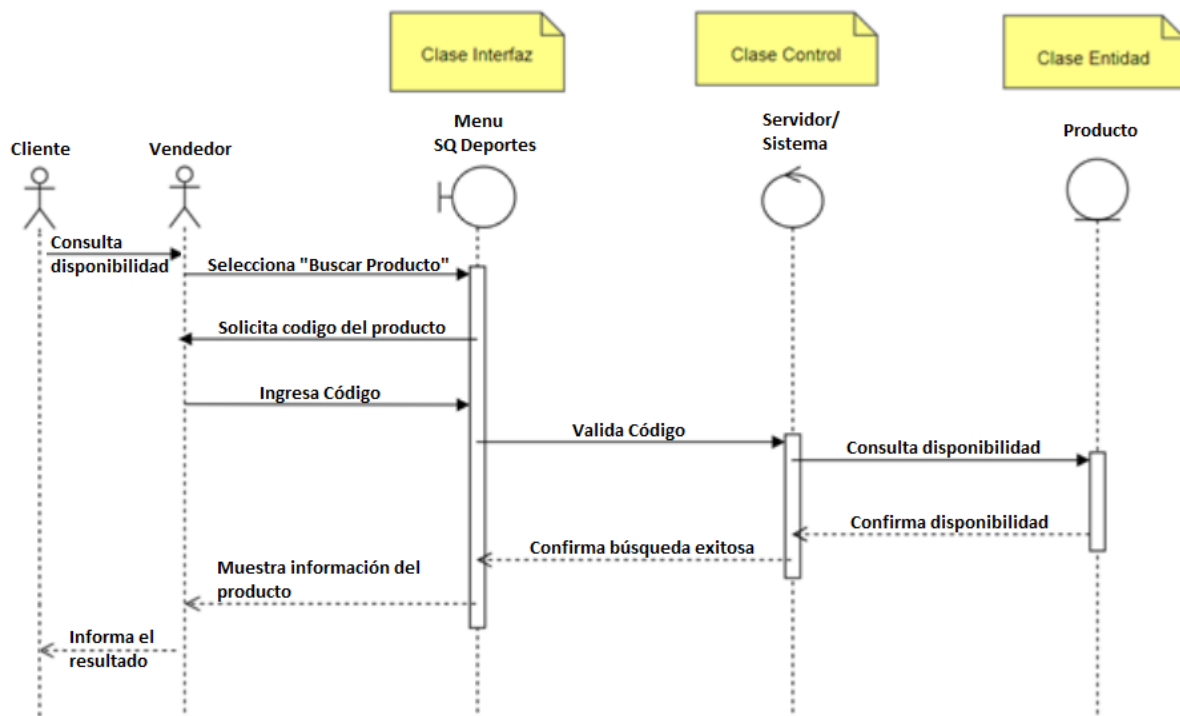 Clase Interfaz
Clase Control
Clase Entidad
Cliente
Vendedor
Menu
SQ Deportes
Servidor/
Sistema
Producto
Consulta
disponibilidad
Selecciona "Buscar Producto"
Solicita codigo del producto
Ingresa Código
Valida Código
Consulta disponibilidad
Confirma disponibilidad
Confirma búsqueda exitosa
Muestra información del
producto
Informa el
resultado